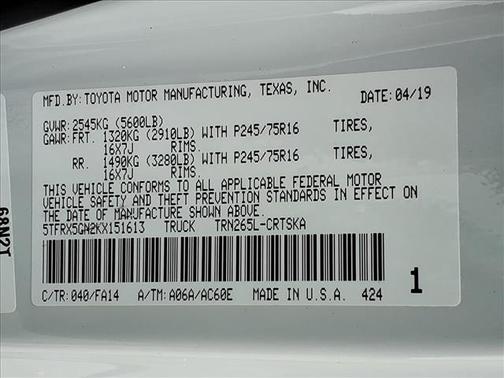 MFD.BY:TOYOTA MOTOR MANUFACTURING, TEXAS, INC.
DATE:04/19
GVWR:2545KG (5600LB)
GAWR:FRT. 1320KG (2910LB) WITH P245/75R16 TIRES,
16X7J RIMS.
RR. 1490KG (3280LB) WITH P245/75R16 TIRES,
16X7J RIMS.
THIS VEHICLE CONFORMS TO ALL APPLICABLE FEDERAL MOTOR
VEHICLE SAFETY AND THEFT PREVENTION STANDARDS IN EFFECT ON
THE DATE OF MANUFACTURE SHOWN ABOVE.
5TFRX5GN2KX151613 TRUCK TRN265L-CRTSKA
C/TR:040/FA14 A/TM:A06A/AC60E MADE IN U.S.A. 424
1
68N2T